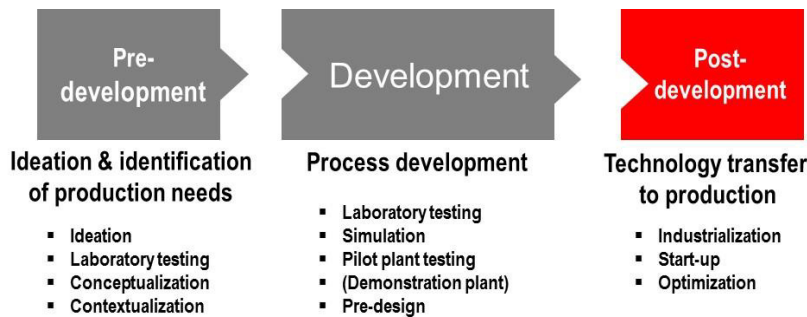 Pre-
development
Development
Post-
development
Ideation & identification
of production needs
▪ Ideation
▪ Laboratory testing
▪ Conceptualization
▪ Contextualization
Process development
▪ Laboratory testing
▪ Simulation
▪ Pilot plant testing
▪ (Demonstration plant)
▪ Pre-design
Technology transfer
to production
▪ Industrialization
▪ Start-up
▪ Optimization